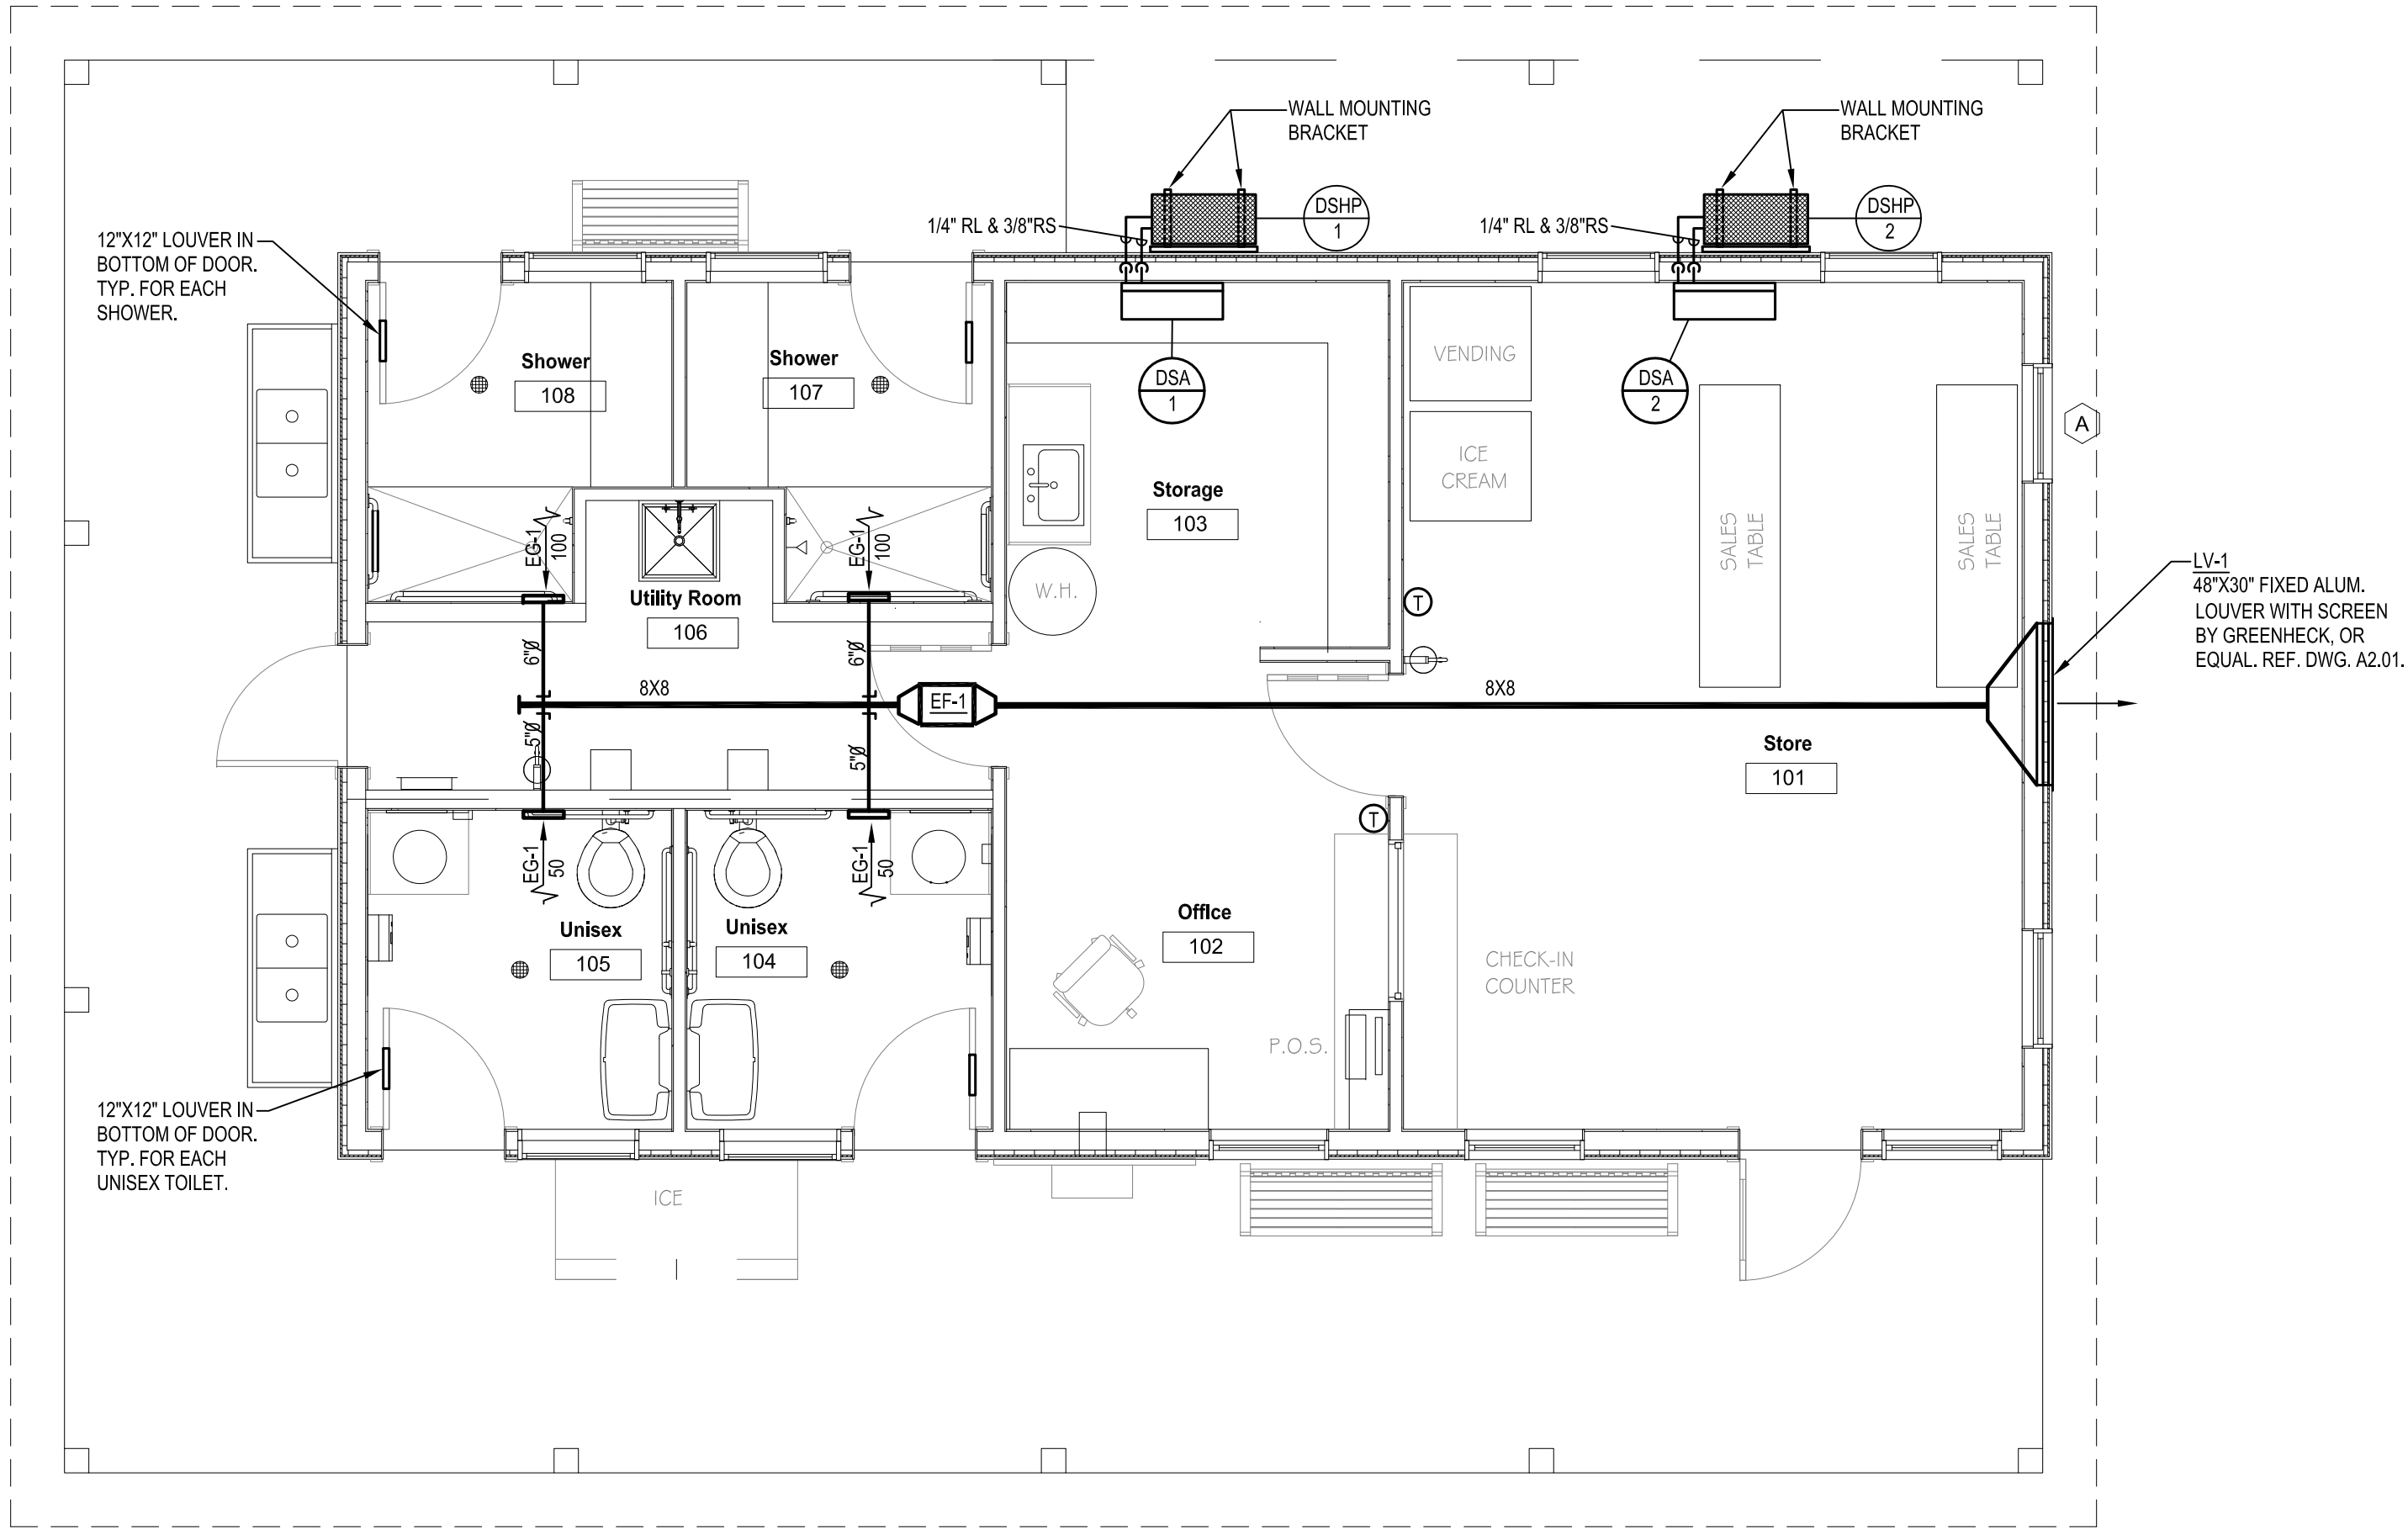 WALL MOUNTING
BRACKET
WALL MOUNTING
BRACKET
1/4" RL & 3/8"RS
DSHP
1
1/4" RL & 3/8"RS
DSHP
2
12"X12" LOUVER IN
BOTTOM OF DOOR.
TYP. FOR EACH
SHOWER.
Shower
108
Shower
107
DSA
1
VENDING
DSA
2
A
ICE
CREAM
Storage
103
SALES
TABLE
SALES
TABLE
EG-1
100
EG-1
100
W.H.
T
Utility Room
106
LV-1
48"X30" FIXED ALUM.
LOUVER WITH SCREEN
BY GREENHECK, OR
EQUAL. REF. DWG. A2.01.
6"Ø
6"Ø
8X8
EF-1
8X8
5"Ø
5"Ø
Store
101
T
EG-1
50
EG-1
50
Unisex
105
Unisex
104
Office
102
CHECK-IN
COUNTER
P.O.S.
12"X12" LOUVER IN
BOTTOM OF DOOR.
TYP. FOR EACH
UNISEX TOILET.
ICE